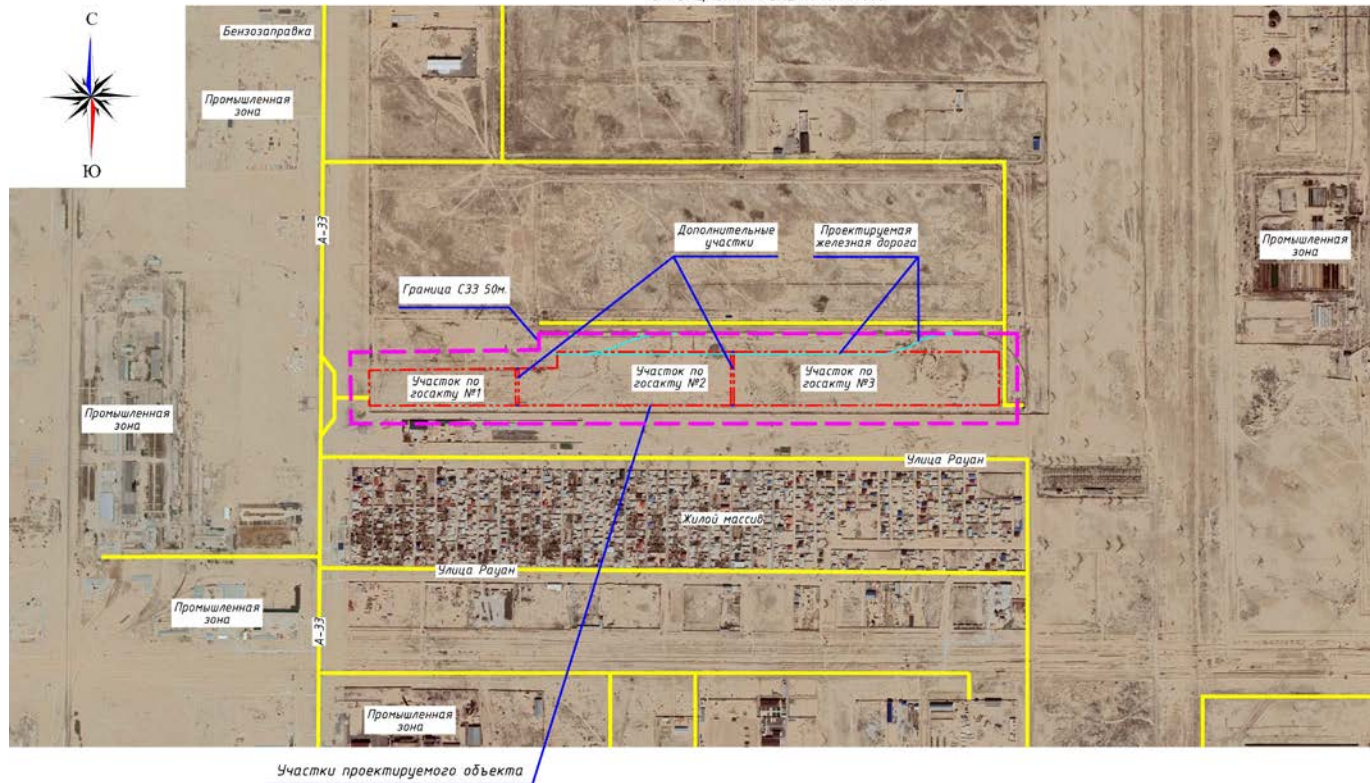 С
Ю
Бензозаправка
Промышленная
зона
А-33
Дополнительные
участки
Проектируемая
железная дорога
Промышленная
зона
Граница СЗЗ 50м.
Участок по
госакту №1
Участок по
госакту №2
Участок по
госакту №3
Промышленная
зона
Улица Рауан
Жилой массив
Улица Рауан
Промышленная
зона
А-33
Промышленная
зона
Участки проектируемого объекта